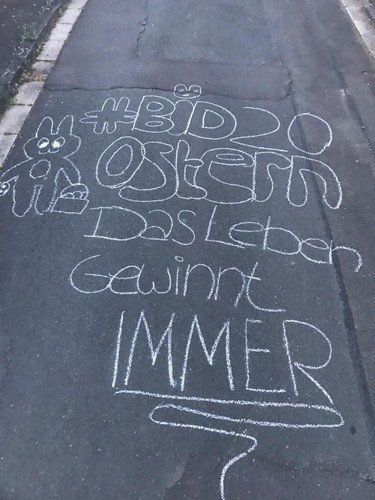 #BID20
Ostern
Das Leben
Gewinnt
IMMER